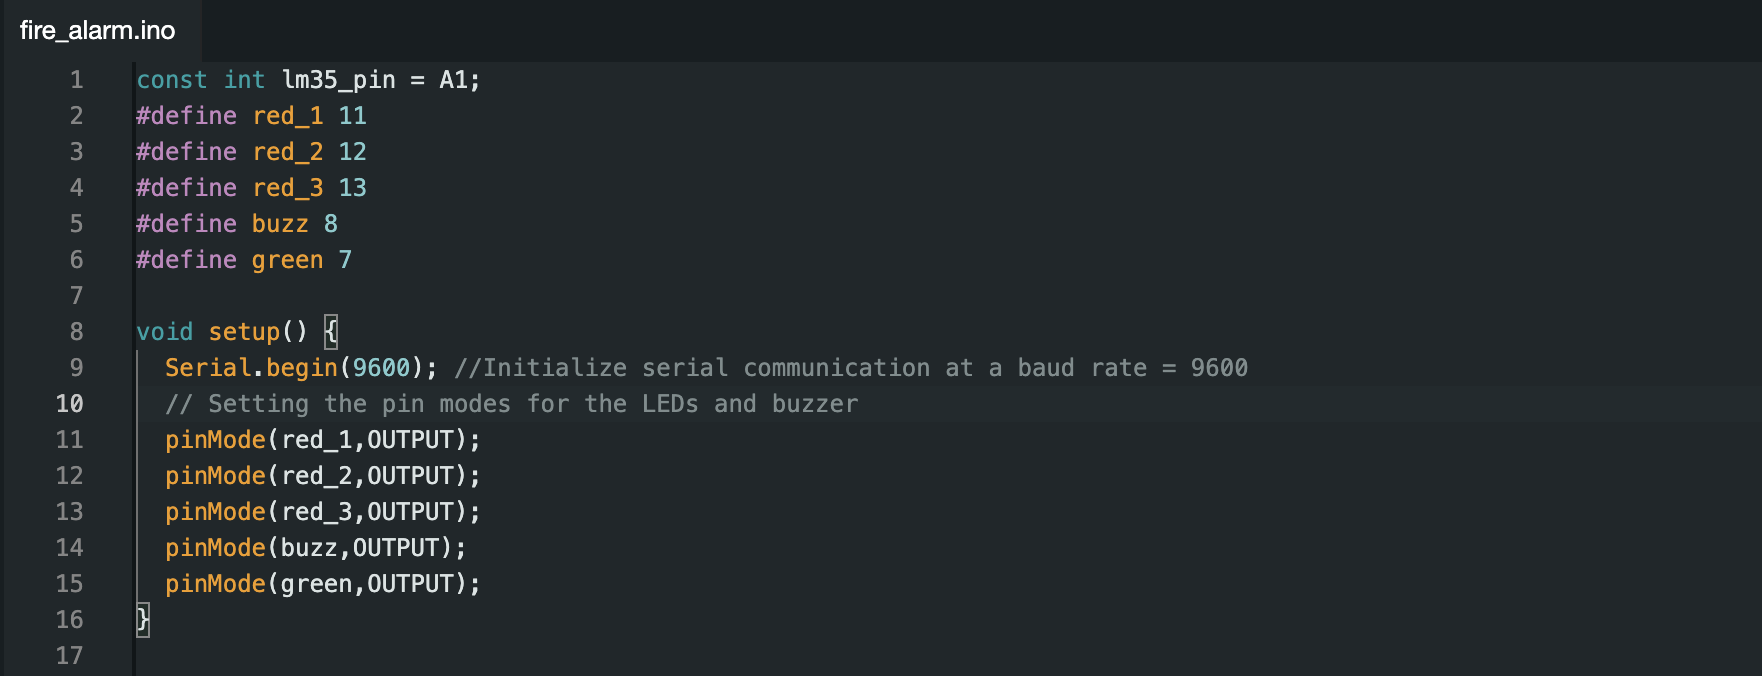 fire_alarm.ino
1 const int lm35_pin = A1;
2 #define red_1 11
3 #define red_2 12
4 #define red_3 13
5 #define buzz 8
6 #define green 7
7
8 void setup() {
9   Serial.begin(9600); //Initialize serial communication at a baud rate = 9600
10   // Setting the pin modes for the LEDs and buzzer
11   pinMode(red_1,OUTPUT);
12   pinMode(red_2,OUTPUT);
13   pinMode(red_3,OUTPUT);
14   pinMode(buzz,OUTPUT);
15   pinMode(green,OUTPUT);
16 }
17